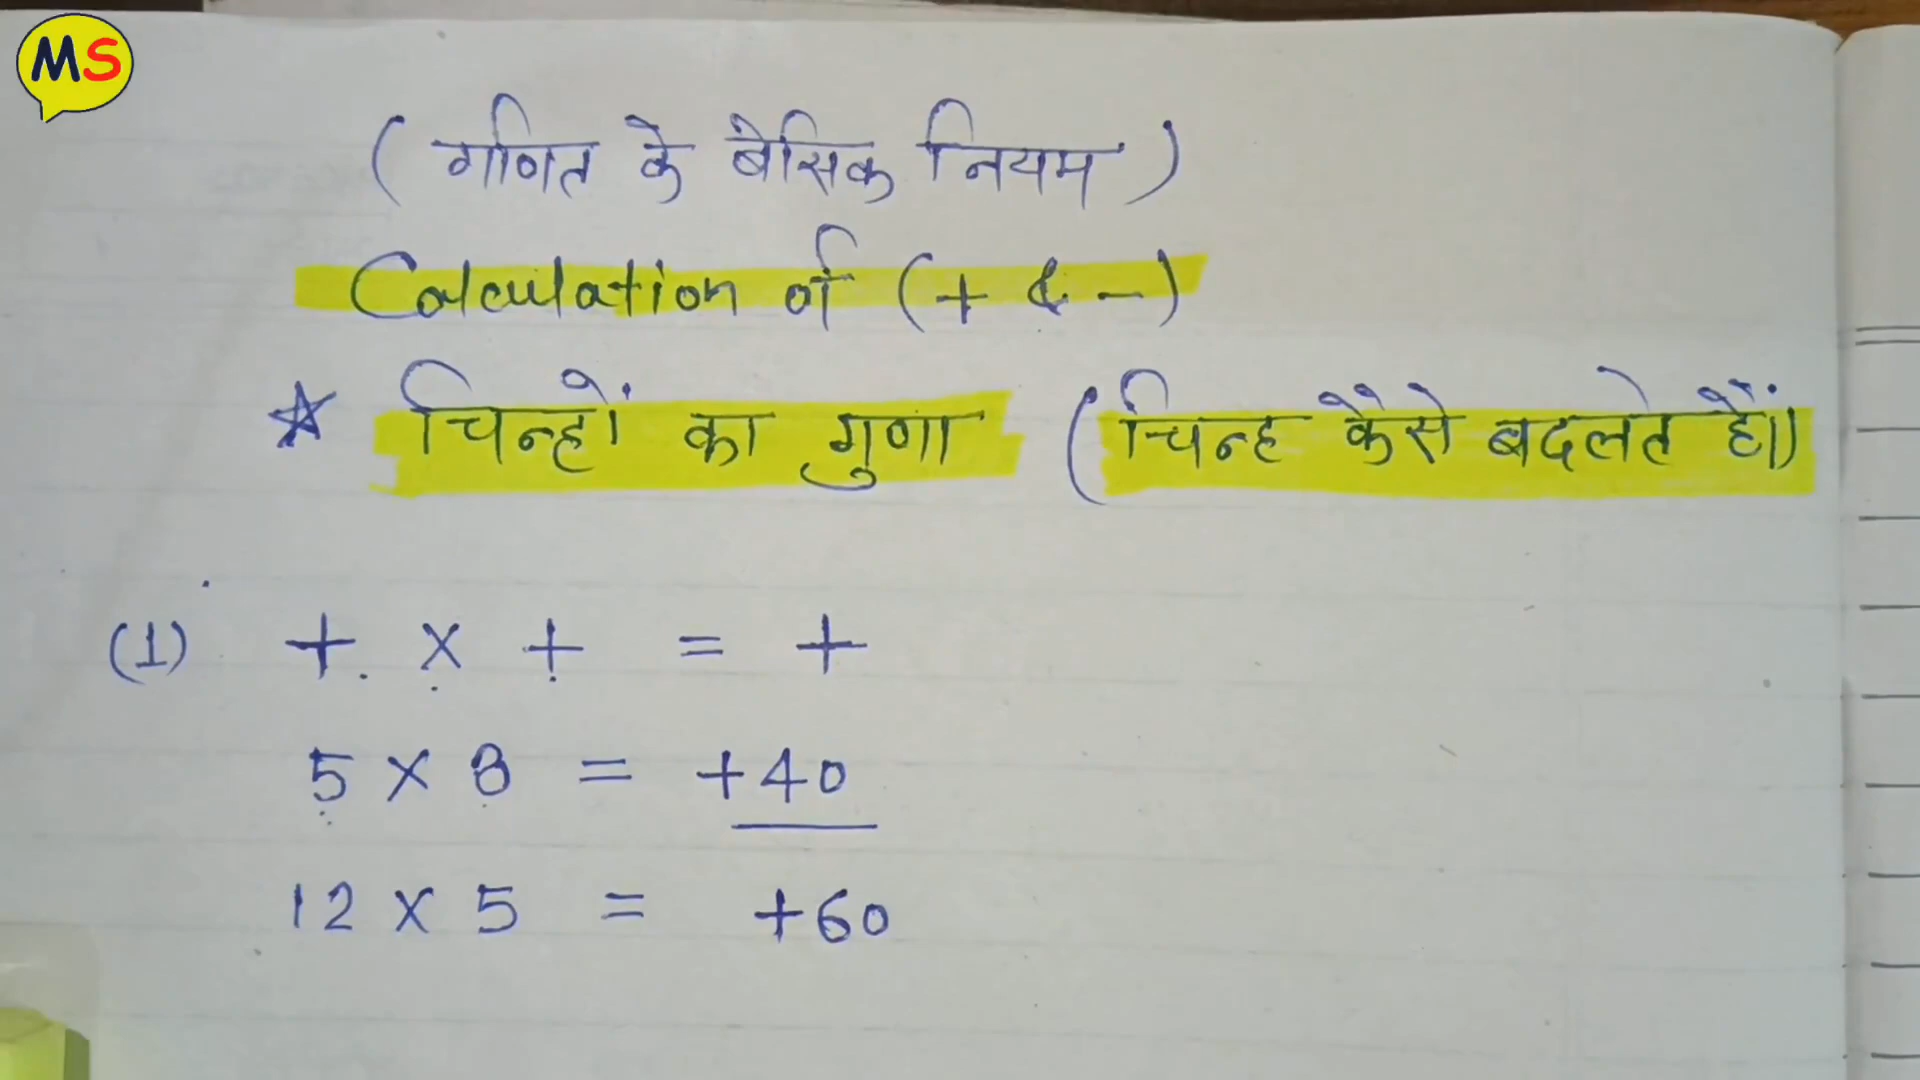 MS
( गणित के बेसिक नियम )
Calculation of (+ & -)
☆ चिन्हों का गुणा (चिन्ह कैसे बदलते हैं))
(1) + × + = +
5 × 8 = +40
12 × 5 = +60